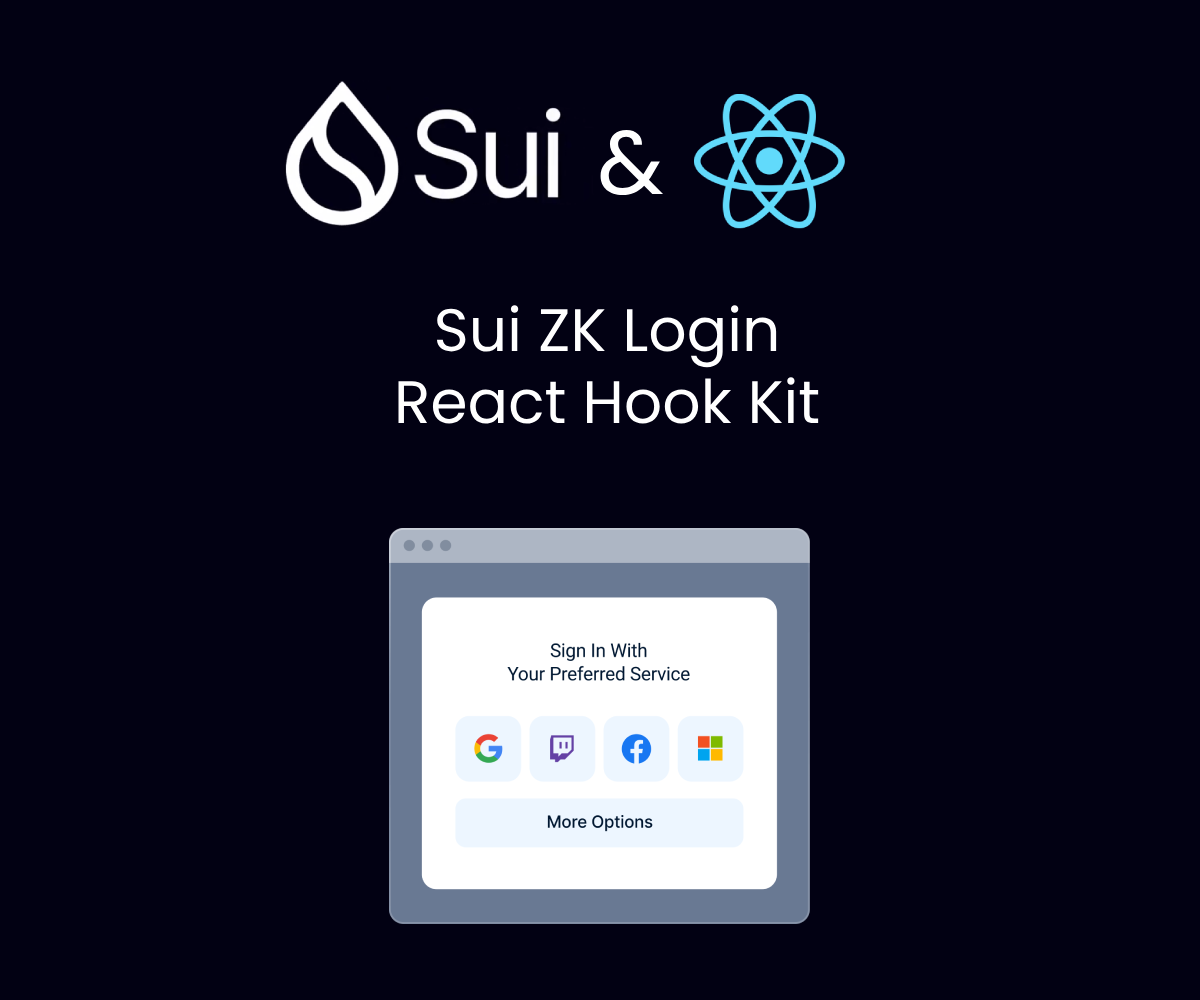 Sui &
Sui ZK Login
React Hook Kit
Sign In With
Your Preferred Service
More Options